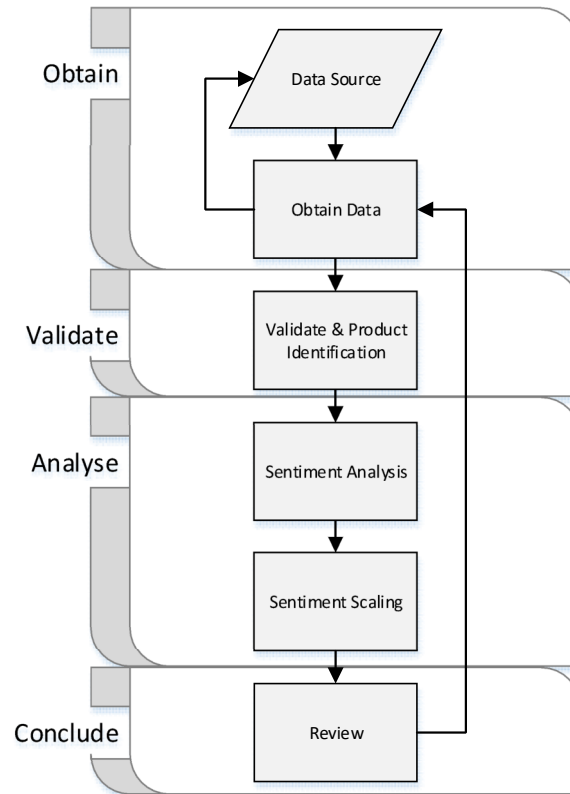 Obtain
Data Source
Obtain Data
Validate
Validate & Product
Identification
Analyse
Sentiment Analysis
Sentiment Scaling
Conclude
Review